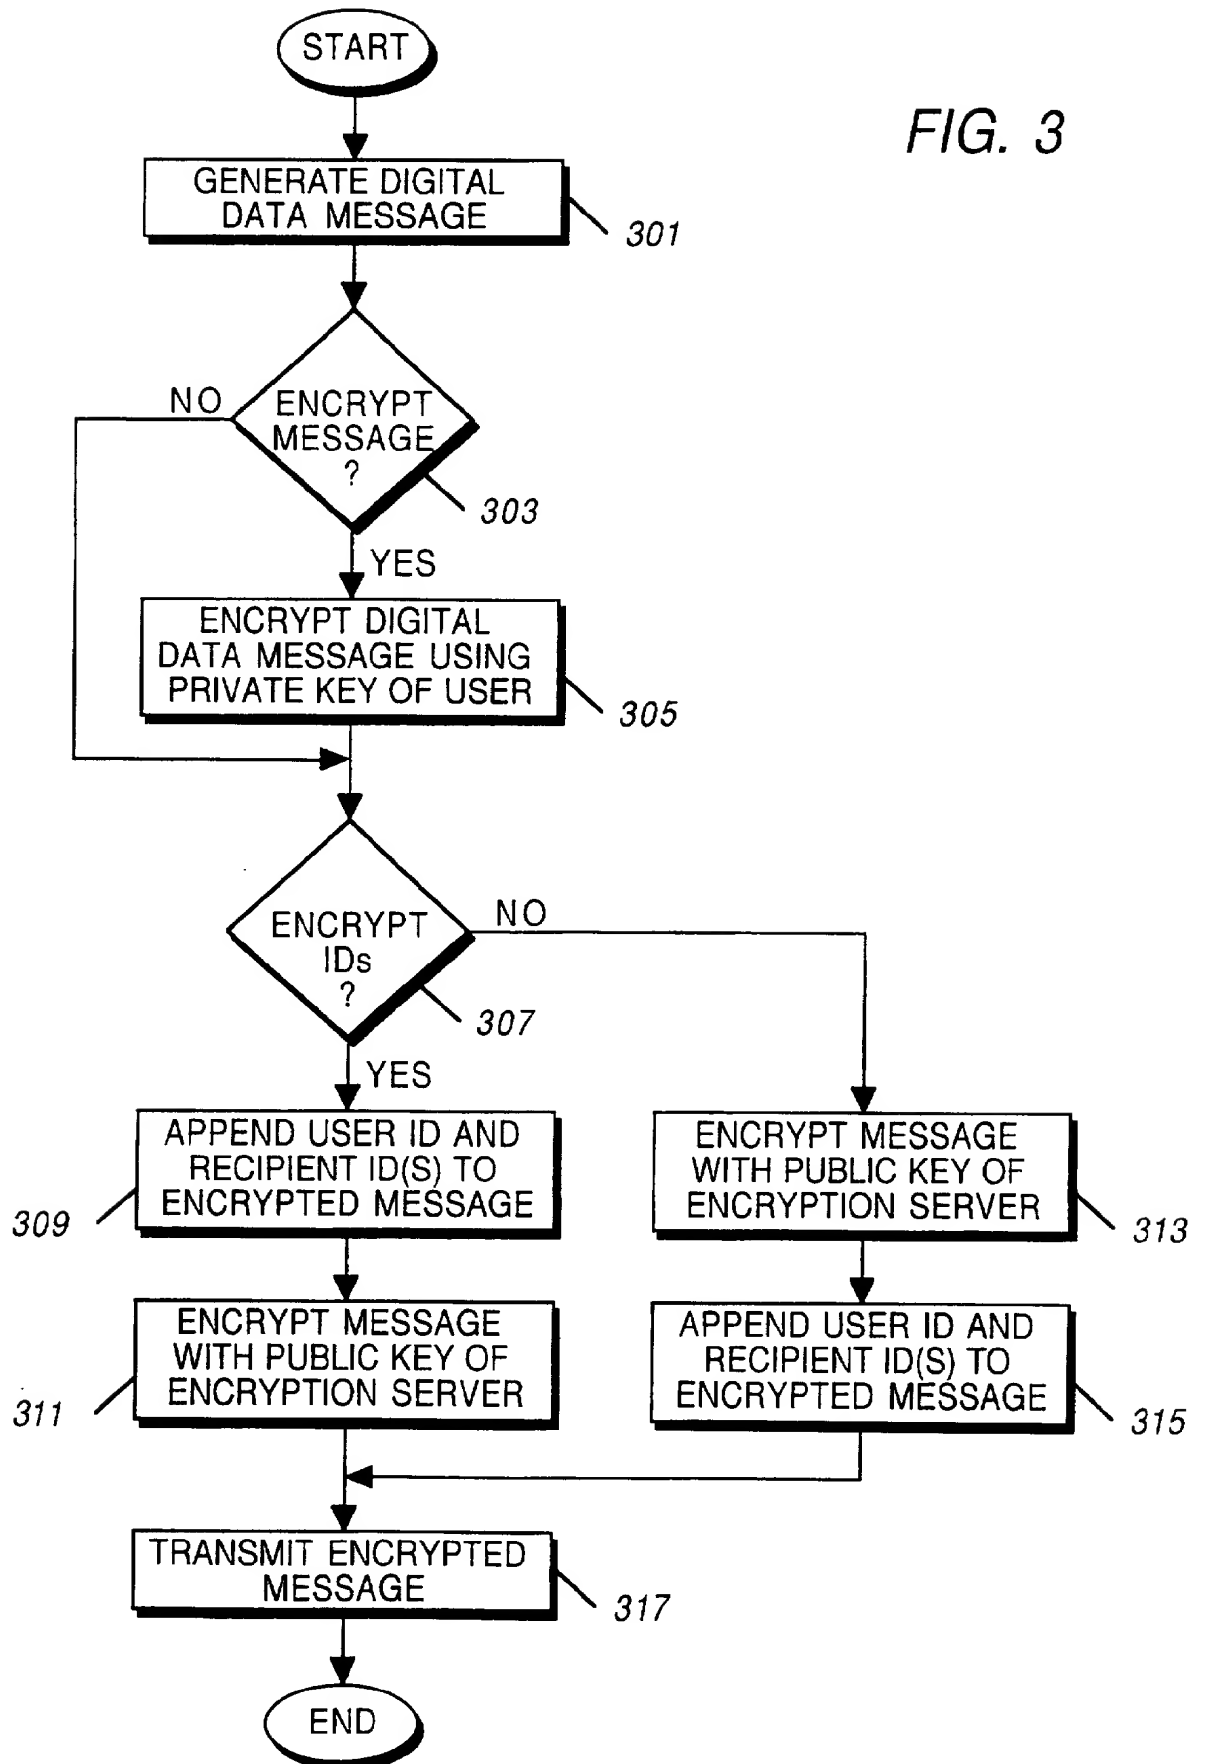 START
FIG. 3
GENERATE DIGITAL
DATA MESSAGE
301
NO
ENCRYPT
MESSAGE
?
303
YES
ENCRYPT DIGITAL
DATA MESSAGE USING
PRIVATE KEY OF USER
305
ENCRYPT
IDs
?
NO
307
YES
APPEND USER ID AND
RECIPIENT ID(S) TO
ENCRYPTED MESSAGE
309
ENCRYPT MESSAGE
WITH PUBLIC KEY OF
ENCRYPTION SERVER
313
ENCRYPT MESSAGE
WITH PUBLIC KEY OF
ENCRYPTION SERVER
311
APPEND USER ID AND
RECIPIENT ID(S) TO
ENCRYPTED MESSAGE
315
TRANSMIT ENCRYPTED
MESSAGE
317
END